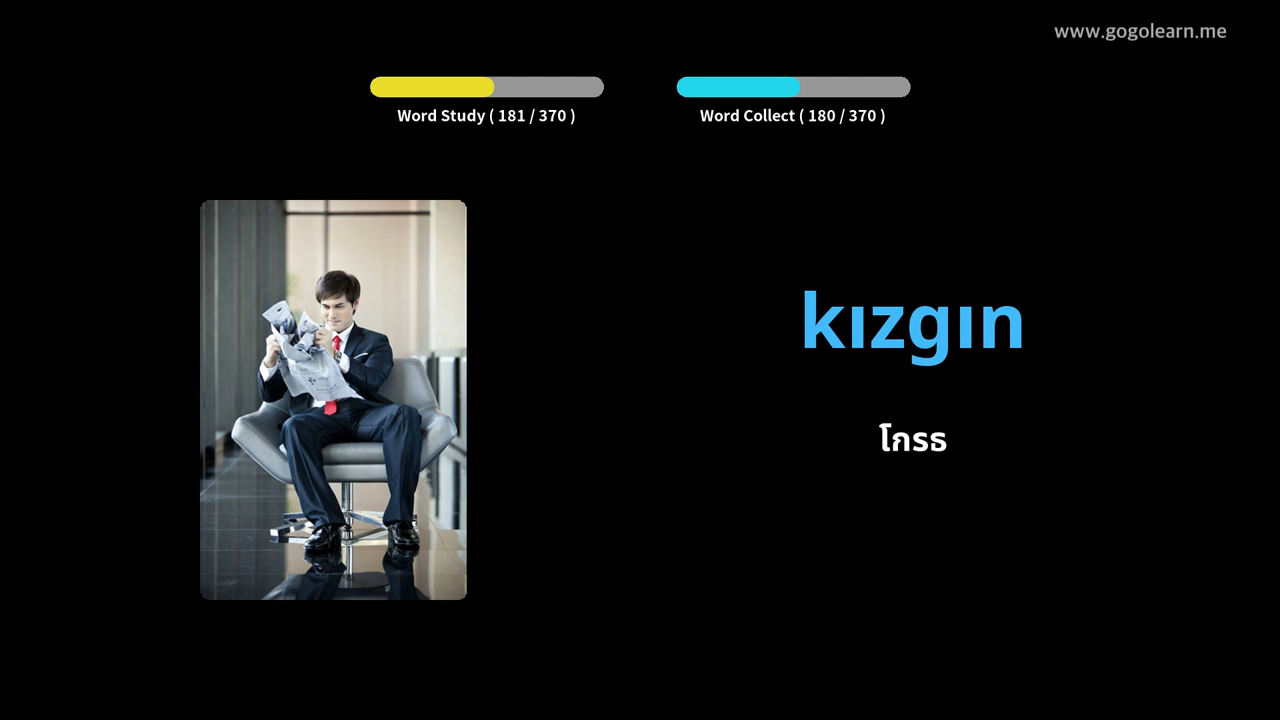 www.gogolearn.me
Word Study ( 181 / 370 )
Word Collect ( 180 / 370 )
kızgın
โกรธ